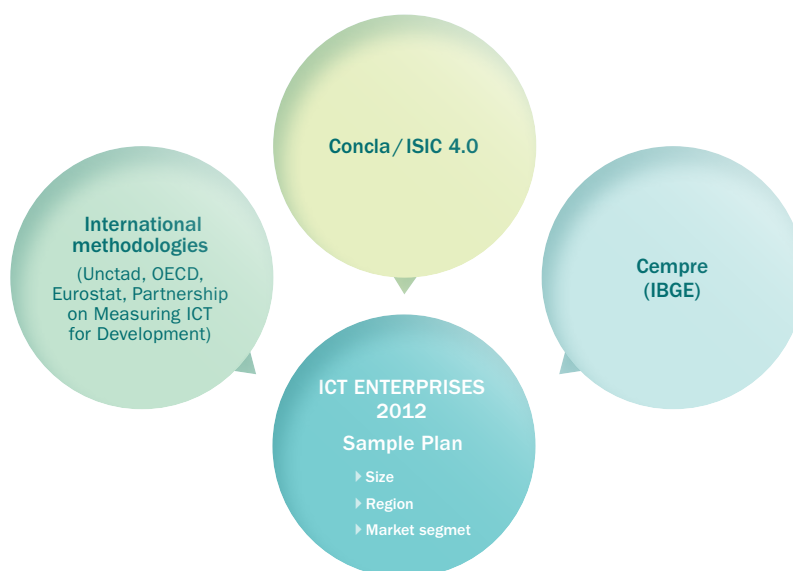 Concla / ISIC 4.0
International
methodologies
(Unctad, OECD,
Eurostat, Partnership
on Measuring ICT
for Development)
Cempre
(IBGE)
ICT ENTERPRISES
2012
Sample Plan
Size
Region
Market segmet